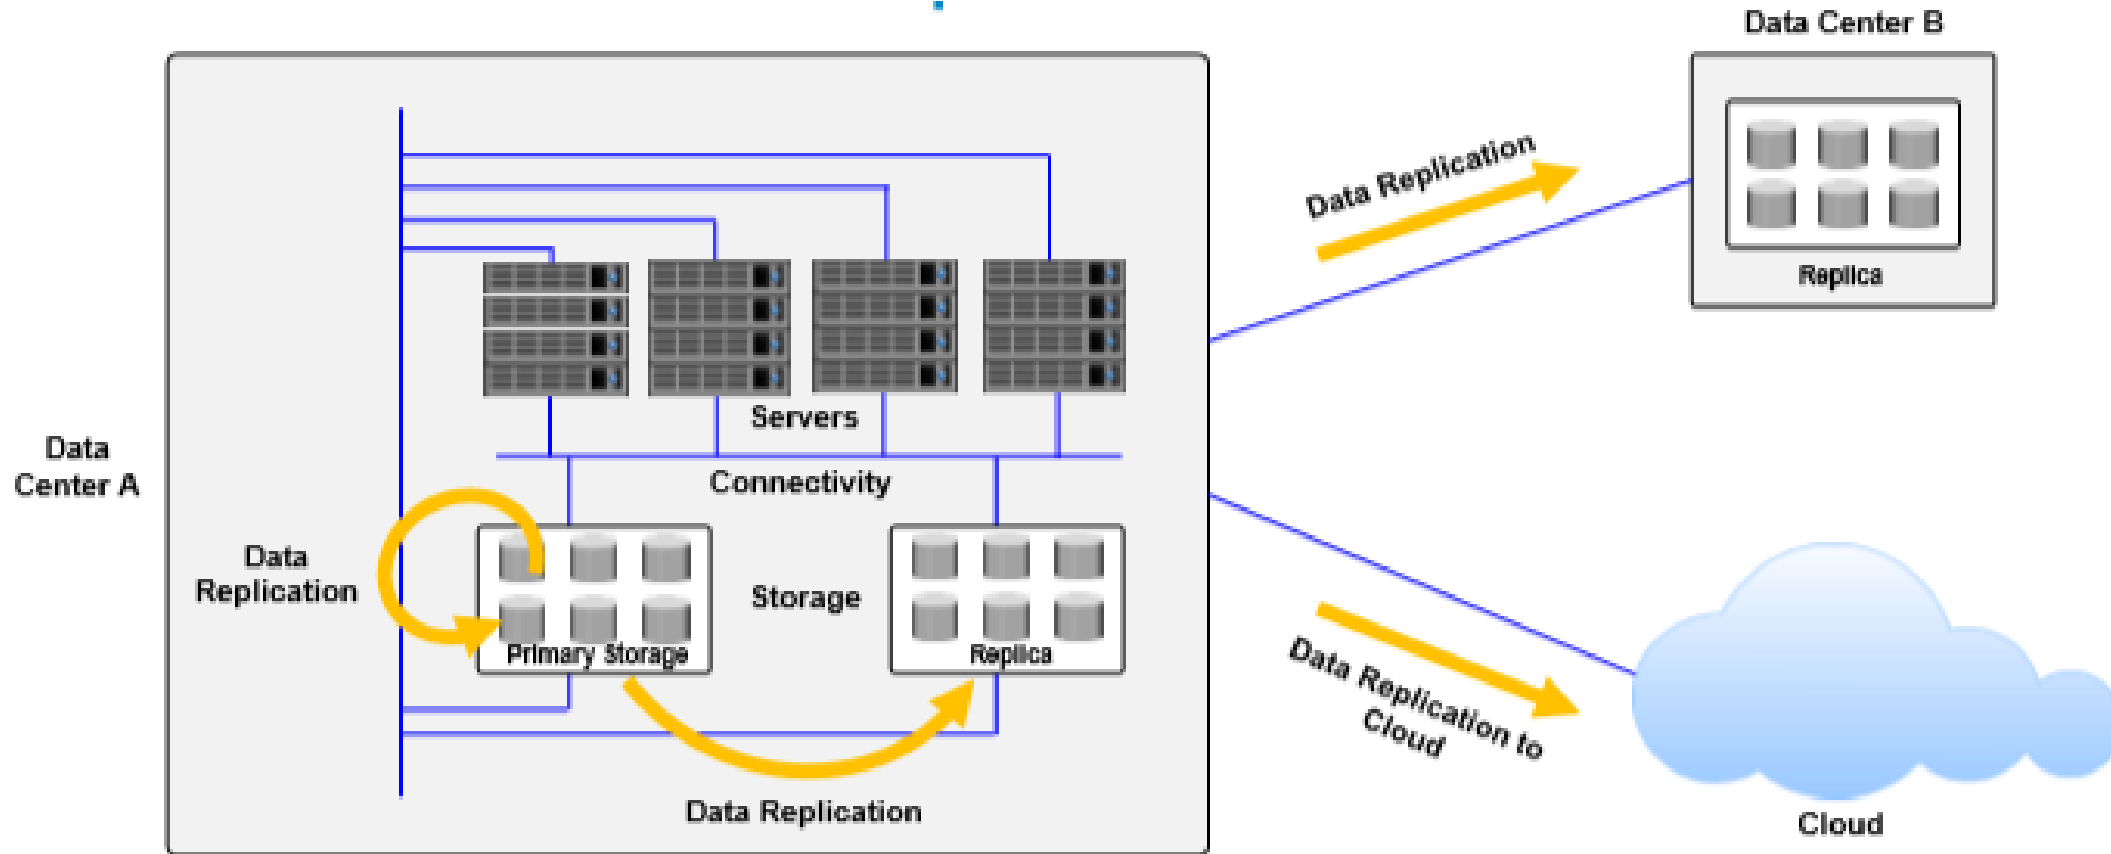 Data Center B
Data Replication
Replica
Servers
Data
Center A
Connectivity
Data
Replication
Storage
Primary Storage
Replica
Data Replication to
Cloud
Data Replication
Cloud